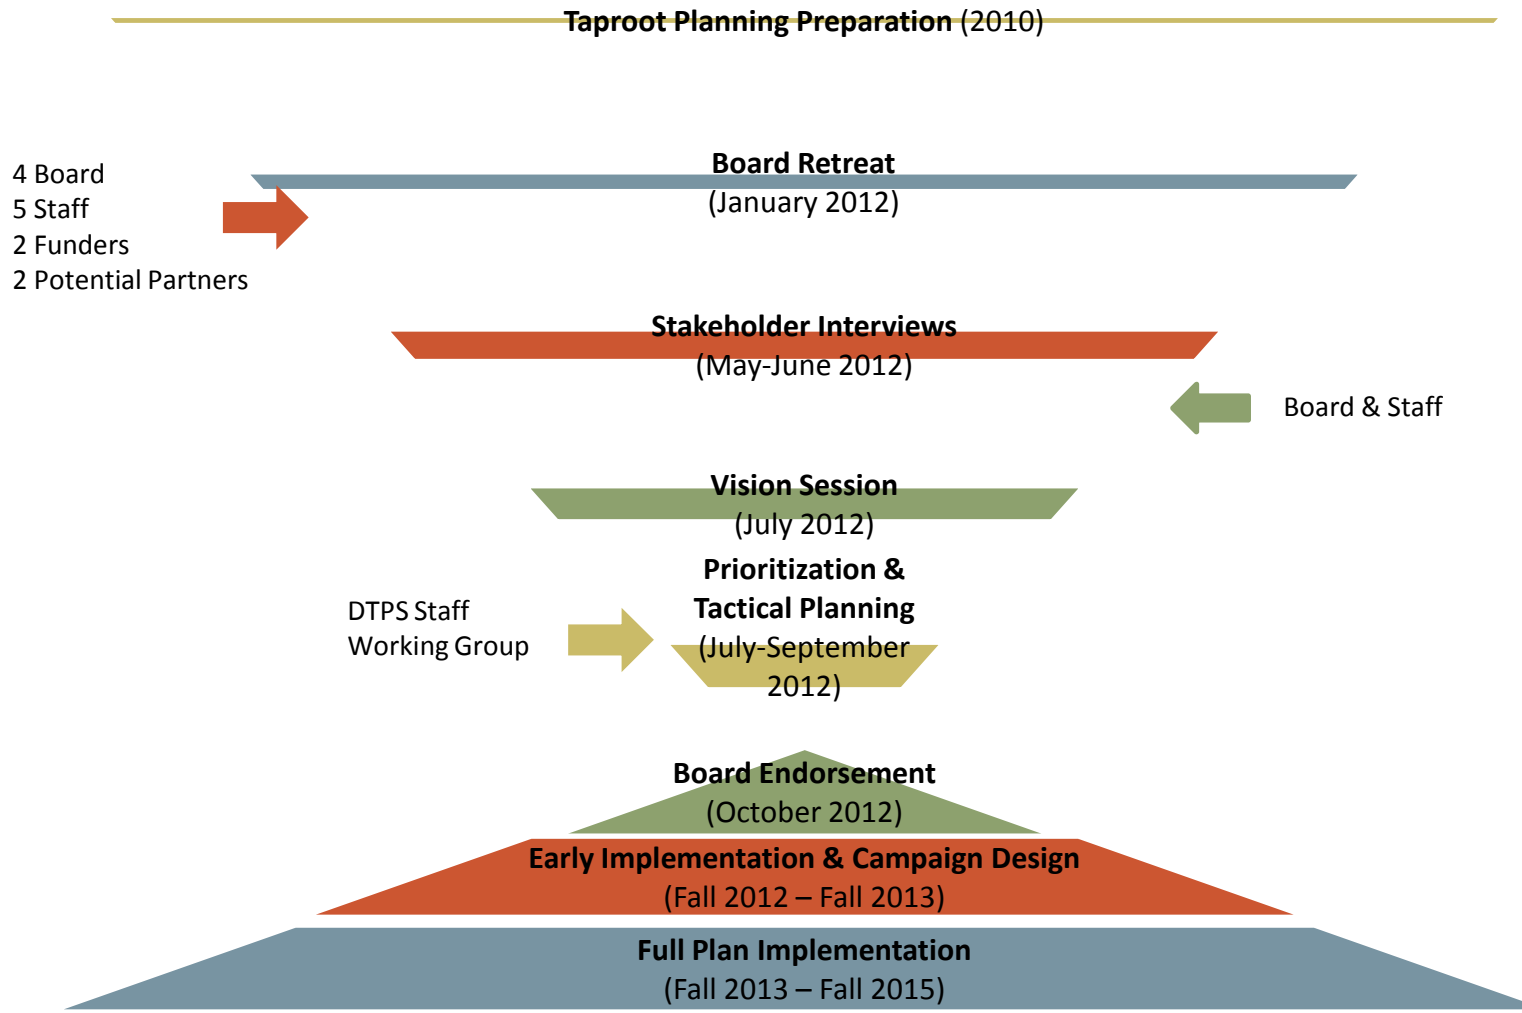 Taproot Planning Preparation (2010)
Board Retreat
(January 2012)
4 Board
5 Staff
2 Funders
2 Potential Partners
Stakeholder Interviews
(May-June 2012)
Board & Staff
Vision Session
(July 2012)
Prioritization &
Tactical Planning
(July-September
2012)
DTPS Staff
Working Group
Board Endorsement
(October 2012)
Early Implementation & Campaign Design
(Fall 2012 – Fall 2013)
Full Plan Implementation
(Fall 2013 – Fall 2015)